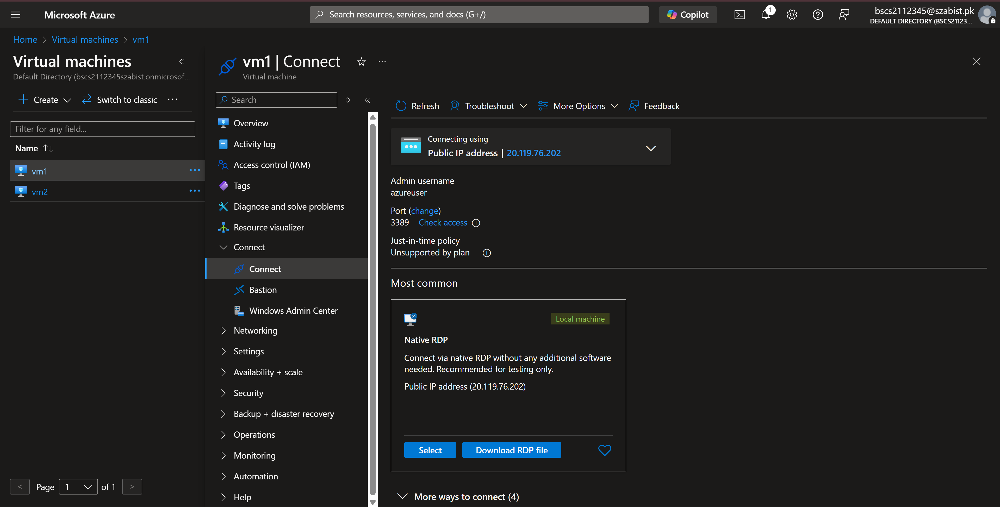 Microsoft Azure
Search resources, services, and docs (G+/)
Copilot
1
bscs2112345@szabist.pk
DEFAULT DIRECTORY (BSCS21123...
Home > Virtual machines > vm1
Virtual machines
Default Directory (bscs2112345szabist.onmicrosof...
Create
Switch to classic
Filter for any field...
Name
vm1
vm2
< Page 1 of 1 >
vm1 | Connect
Virtual machine
Search
Overview
Activity log
Access control (IAM)
Tags
Diagnose and solve problems
Resource visualizer
Connect
Connect
Bastion
Windows Admin Center
Networking
Settings
Availability + scale
Security
Backup + disaster recovery
Operations
Monitoring
Automation
Help
Refresh
Troubleshoot
More Options
Feedback
Connecting using
Public IP address | 20.119.76.202
Admin username
azureuser
Port (change)
3389 Check access
Just-in-time policy
Unsupported by plan
Most common
Local machine
Native RDP
Connect via native RDP without any additional software
needed. Recommended for testing only.
Public IP address (20.119.76.202)
Select
Download RDP file
More ways to connect (4)